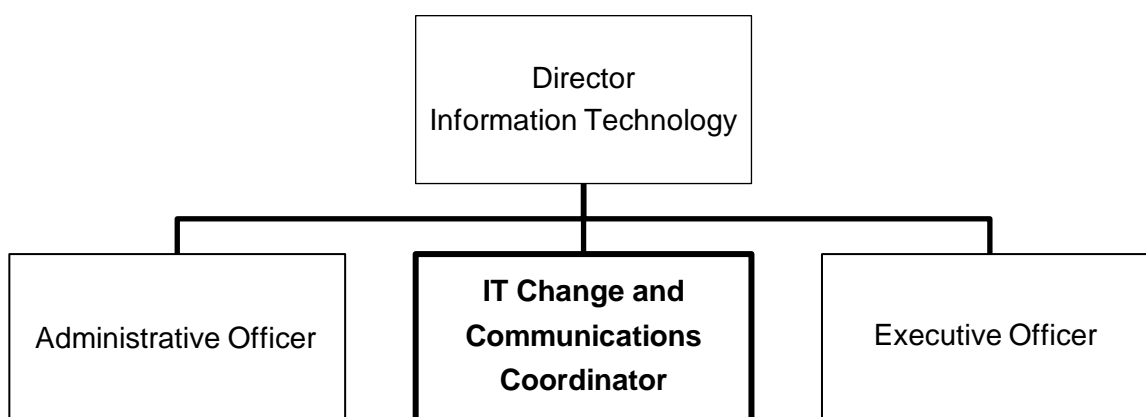 Director
Information Technology
Administrative Officer
IT Change and
Communications
Coordinator
Executive Officer